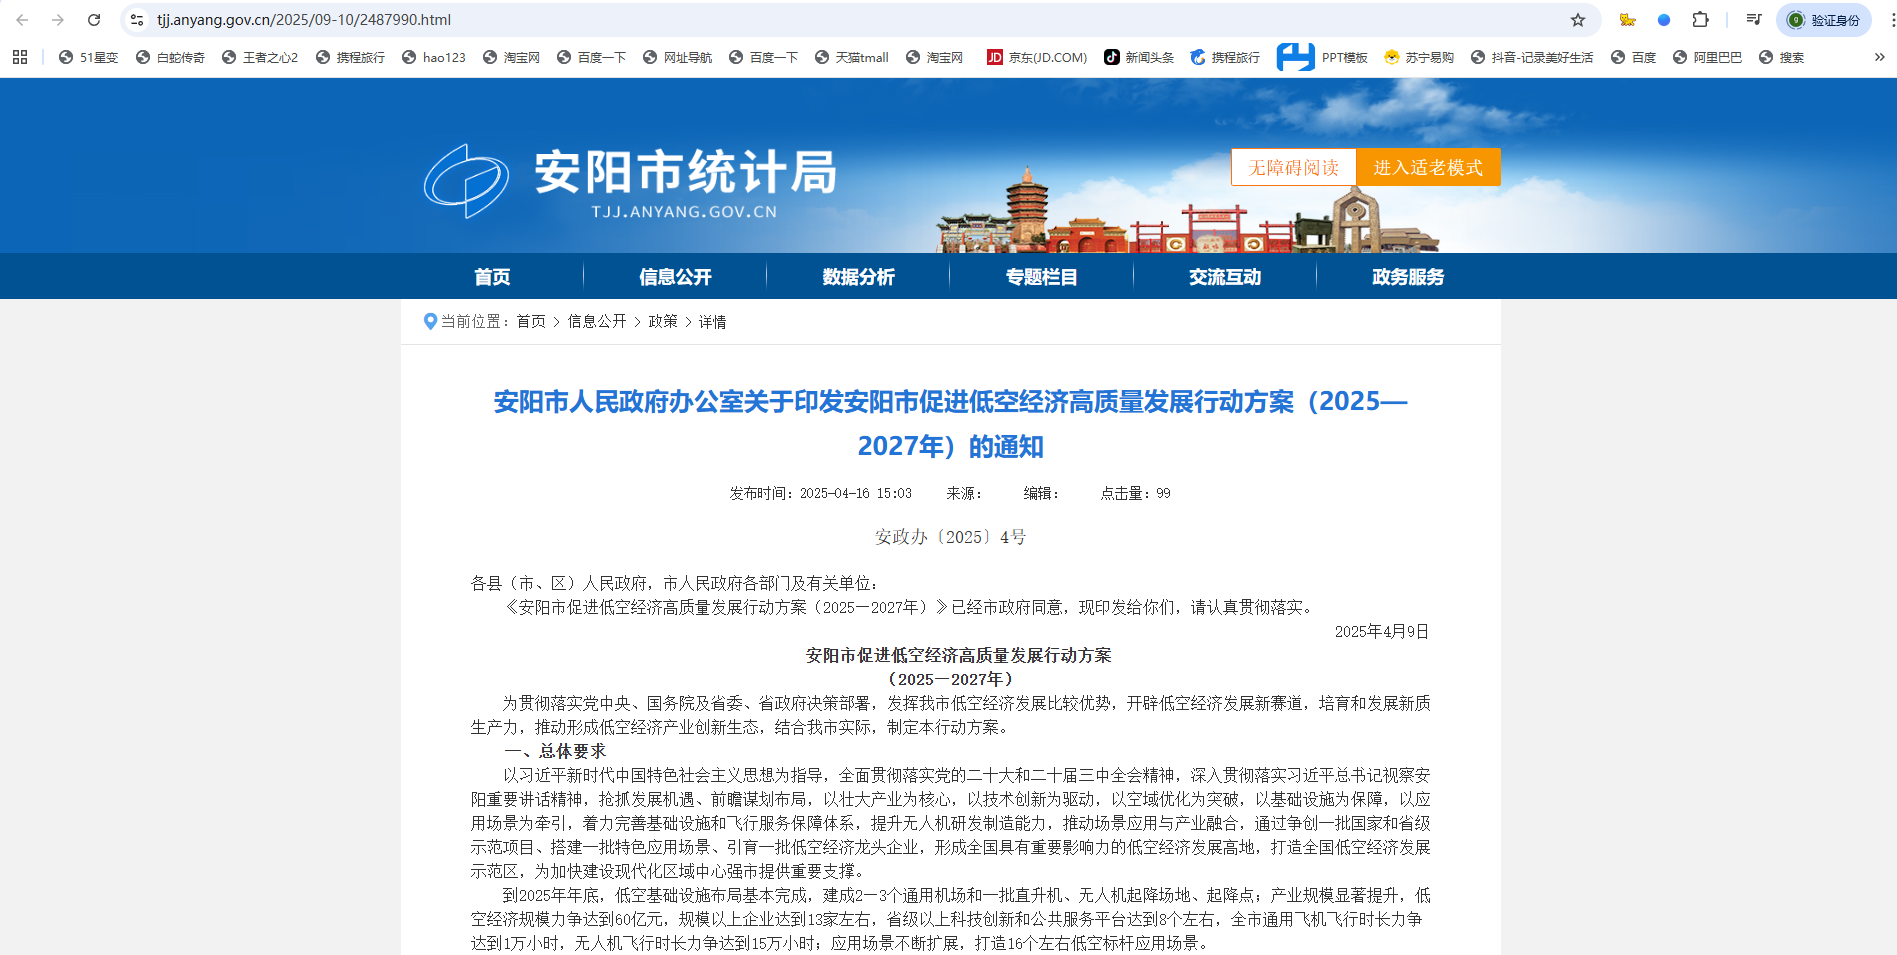 tjj.anyang.gov.cn/2025/09-10/2487990.html
验证身份
51星变 白蛇传奇 王者之心2 携程旅行 hao123 淘宝网 百度一下 网址导航 百度一下 天猫tmall 淘宝网 JD 京东(JD.COM) 新闻头条 携程旅行 PPT模板 苏宁易购 抖音-记录美好生活 百度 阿里巴巴 搜索
安阳市统计局
TJJ.ANYANG.GOV.CN
无障碍阅读 进入适老模式
首页 信息公开 数据分析 专题栏目 交流互动 政务服务
当前位置：首页 > 信息公开 > 政策 > 详情
安阳市人民政府办公室关于印发安阳市促进低空经济高质量发展行动方案（2025—
2027年）的通知
发布时间：2025-04-16 15:03 来源： 编辑： 点击量：99
安政办〔2025〕4号
各县（市、区）人民政府，市人民政府各部门及有关单位：
《安阳市促进低空经济高质量发展行动方案（2025—2027年）》已经市政府同意，现印发给你们，请认真贯彻落实。
2025年4月9日
安阳市促进低空经济高质量发展行动方案
（2025—2027年）
为贯彻落实党中央、国务院及省委、省政府决策部署，发挥我市低空经济发展比较优势，开辟低空经济发展新赛道，培育和发展新质
生产力，推动形成低空经济产业创新生态，结合我市实际，制定本行动方案。
一、总体要求
以习近平新时代中国特色社会主义思想为指导，全面贯彻落实党的二十大和二十届三中全会精神，深入贯彻落实习近平总书记视察安
阳重要讲话精神，抢抓发展机遇、前瞻谋划布局，以壮大产业为核心，以技术创新为驱动，以空域优化为突破，以基础设施为保障，以应
用场景为牵引，着力完善基础设施和飞行服务保障体系，提升无人机研发制造能力，推动场景应用与产业融合，通过争创一批国家和省级
示范项目、搭建一批特色应用场景、引育一批低空经济龙头企业，形成全国具有重要影响力的低空经济发展高地，打造全国低空经济发展
示范区，为加快建设现代化区域中心强市提供重要支撑。
到2025年年底，低空基础设施布局基本完成，建成2—3个通用机场和一批直升机、无人机起降场地、起降点；产业规模显著提升，低
空经济规模力争达到60亿元，规模以上企业达到13家左右，省级以上科技创新和公共服务平台达到8个左右，全市通用飞机飞行时长力争
达到1万小时，无人机飞行时长力争达到15万小时；应用场景不断扩展，打造16个左右低空标杆应用场景。